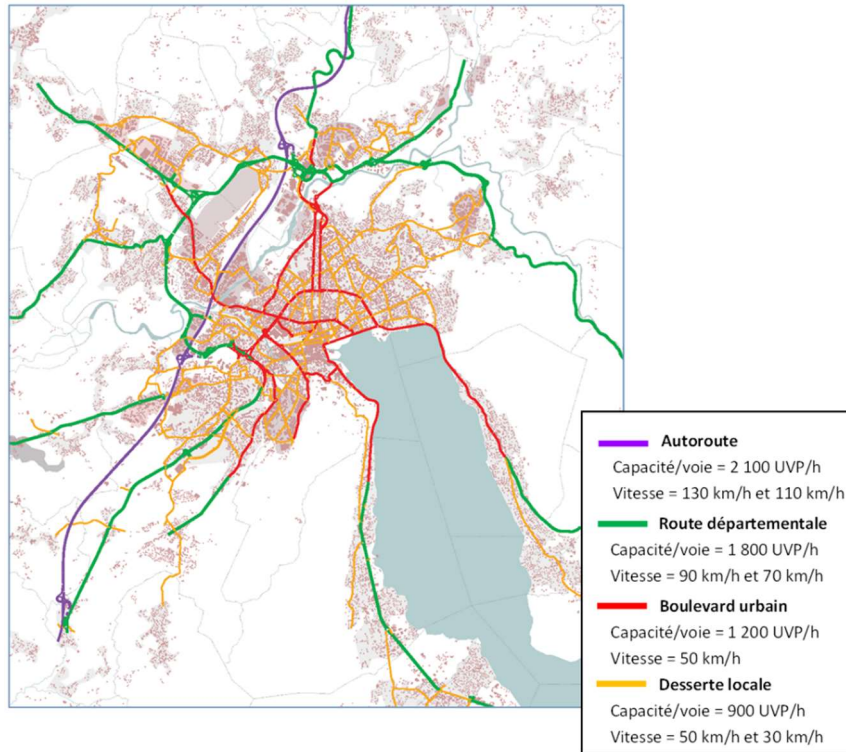 Autoroute
Capacité/voie = 2 100 UVP/h
Vitesse = 130 km/h et 110 km/h
Route départementale
Capacité/voie = 1 800 UVP/h
Vitesse = 90 km/h et 70 km/h
Boulevard urbain
Capacité/voie = 1 200 UVP/h
Vitesse = 50 km/h
Desserte locale
Capacité/voie = 900 UVP/h
Vitesse = 50 km/h et 30 km/h